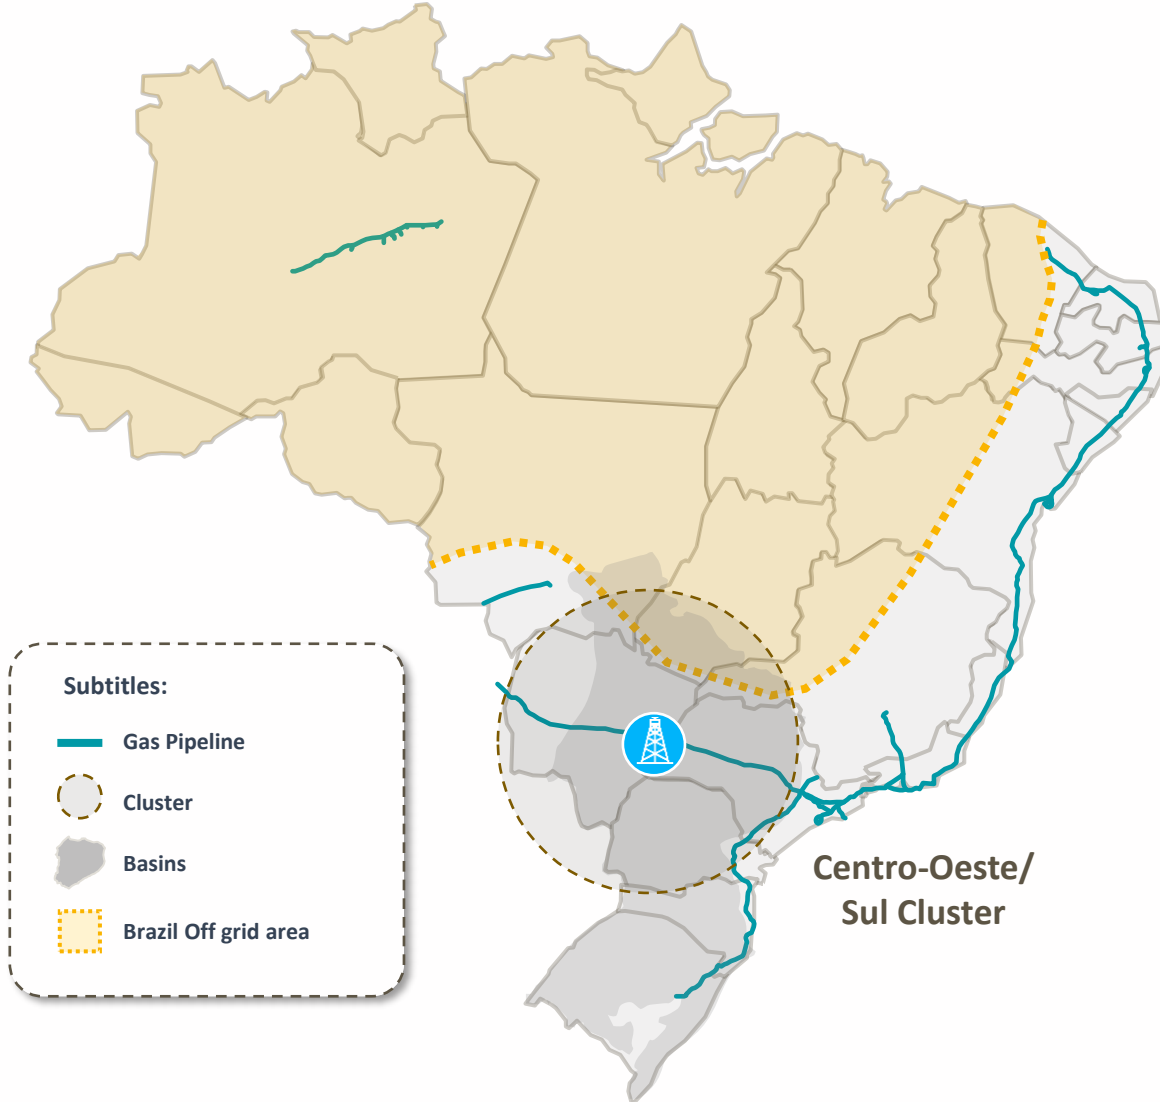 Subtitles:
Gas Pipeline
Cluster
Basins
Brazil Off grid area
Centro-Oeste/
Sul Cluster